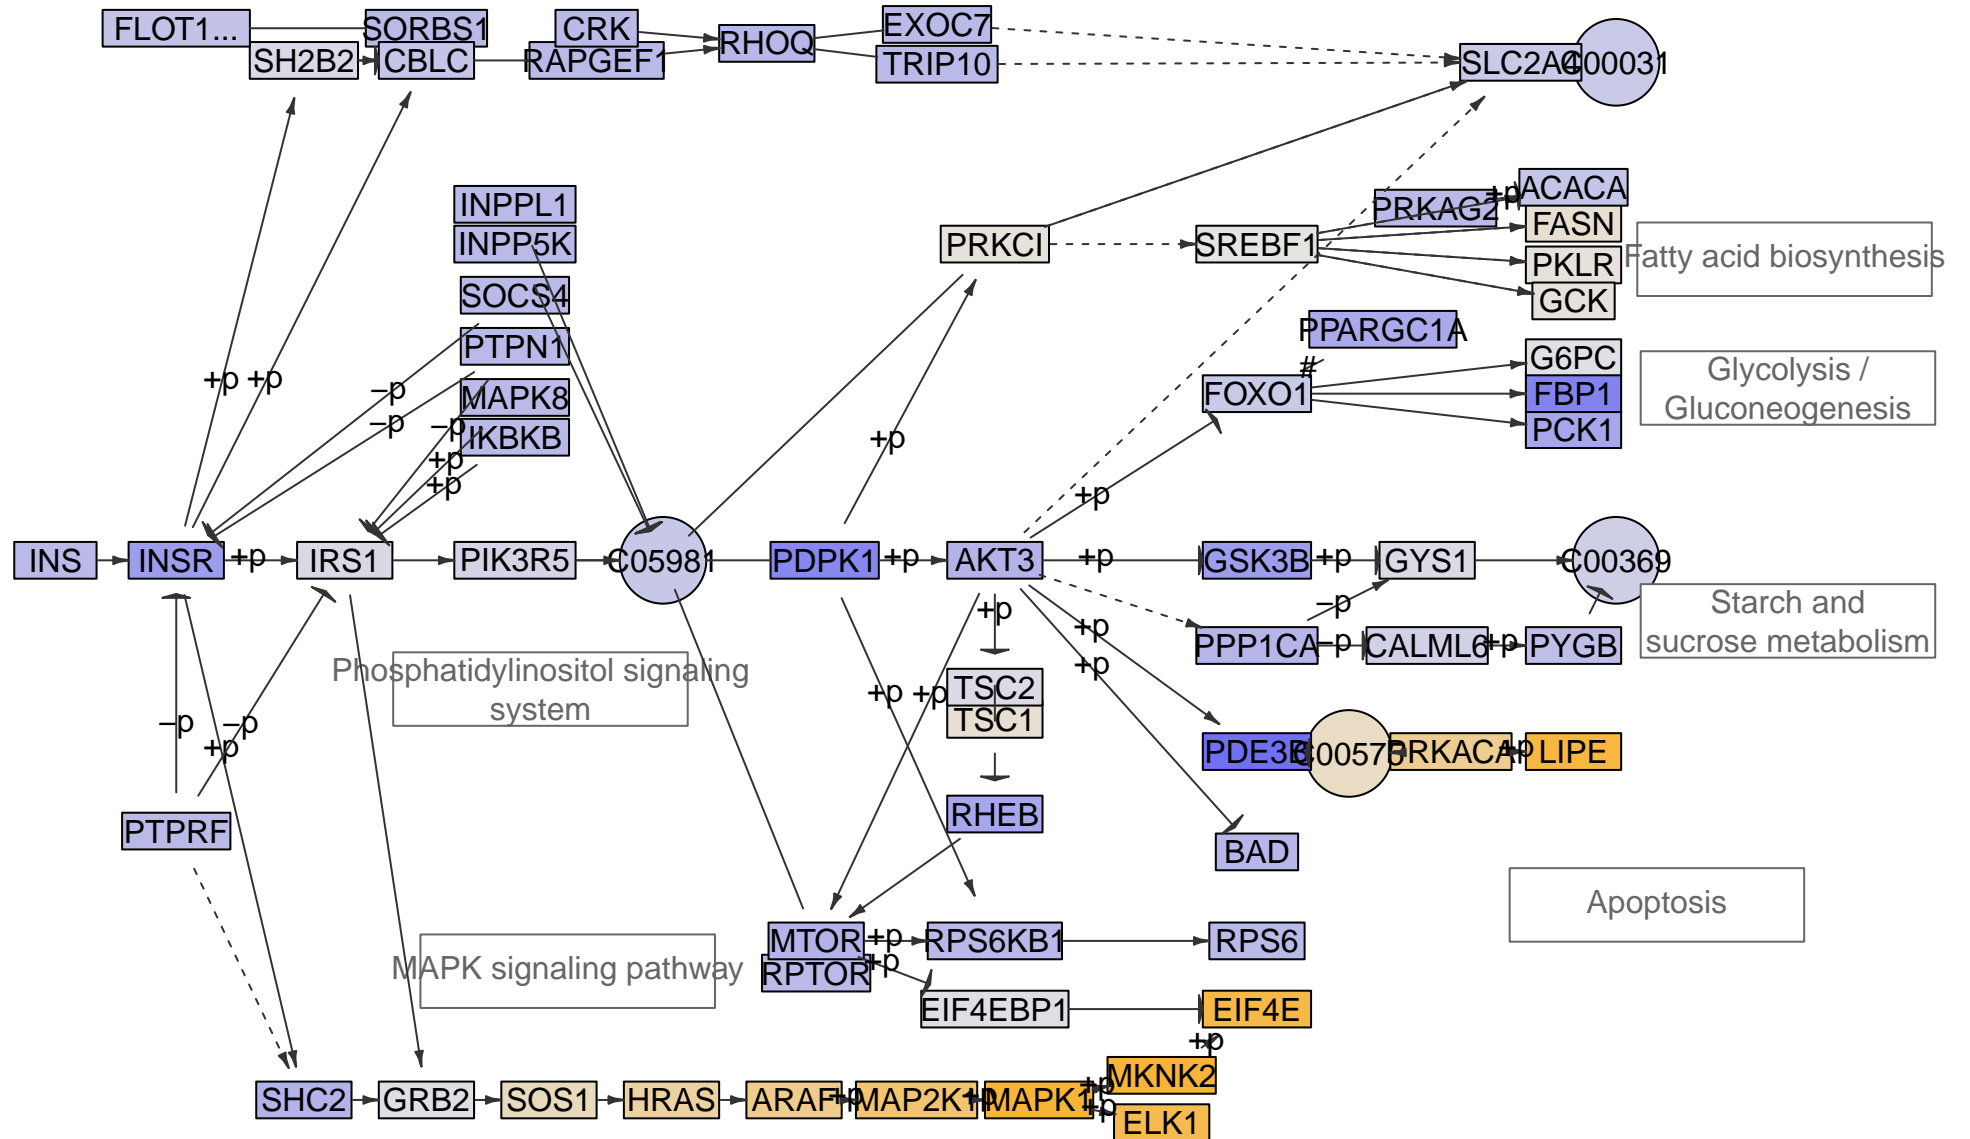 FLOT1...
SORBS1
CRK
EXOC7
RHOQ
SH2B2
CBLC
RAPGEF1
TRIP10
SLC2A4
C00031
INPPL1
PRKAG2
+p
ACACA
INPP5K
PRKCI
SREBF1
FASN
Fatty acid biosynthesis
PKLR
SOCS4
GCK
PTPN1
PPARGC1A
#
G6PC
Glycolysis /
Gluconeogenesis
+p
+p
−p
MAPK8
FOXO1
FBP1
−p
−p
IKBKB
+p
PCK1
+p
+p
+p
INS
INSR
+p
IRS1
PIK3R5
C05981
PDPK1
+p
AKT3
+p
GSK3B
+p
GYS1
C00369
+p
−p
Starch and
sucrose metabolism
+p
PPP1CA
−p
CALML6
+p
PYGB
Phosphatidylinositol signaling
system
+p
+p
+p
TSC2
TSC1
−p
−p
+p
PDE3B
C00575
PRKACA
+p
LIPE
PTPRF
RHEB
BAD
Apoptosis
MTOR
+p
RPS6KB1
RPS6
MAPK signaling pathway
RPTOR
+p
EIF4EBP1
EIF4E
+p
SHC2
GRB2
SOS1
HRAS
ARAF
+p
MAP2K1
+p
MAPK1
+p
MKNK2
+p
ELK1